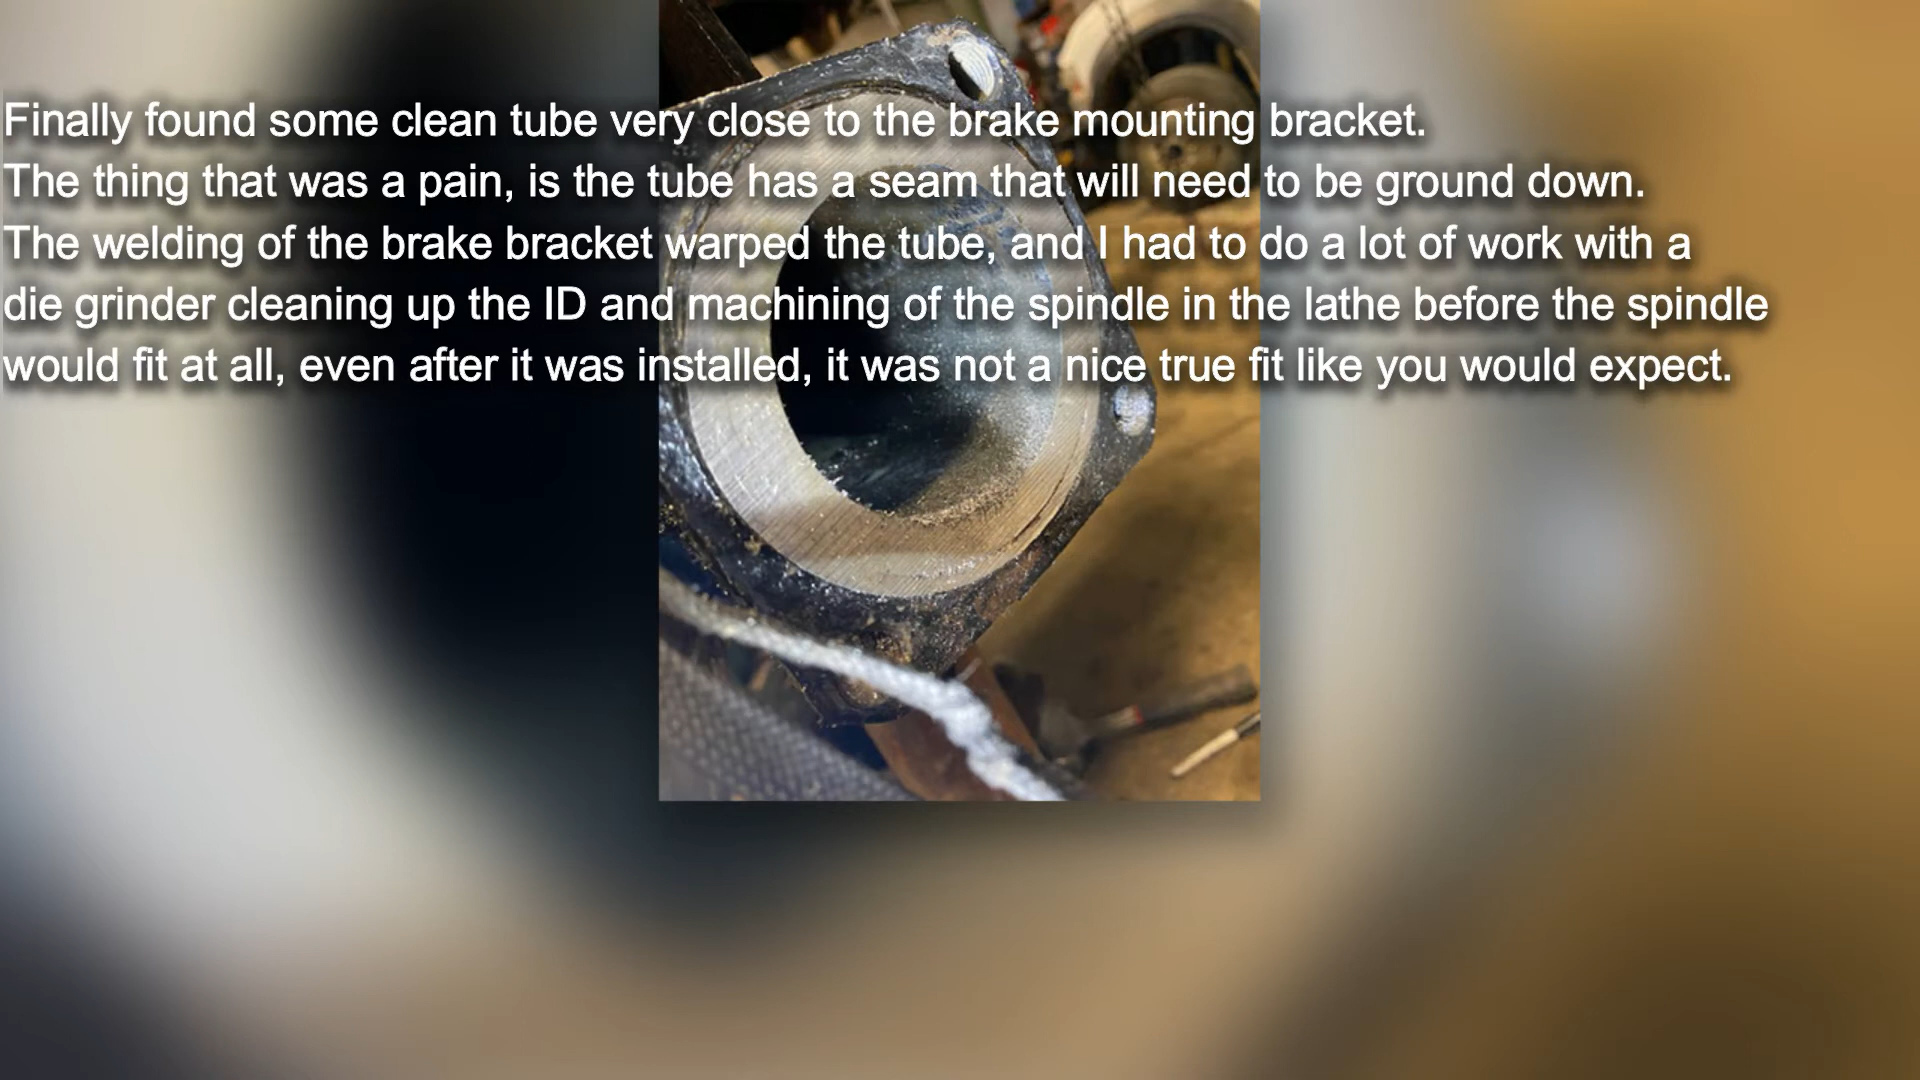 Finally found some clean tube very close to the brake mounting bracket.
The thing that was a pain, is the tube has a seam that will need to be ground down.
The welding of the brake bracket warped the tube, and I had to do a lot of work with a
die grinder cleaning up the ID and machining of the spindle in the lathe before the spindle
would fit at all, even after it was installed, it was not a nice true fit like you would expect.